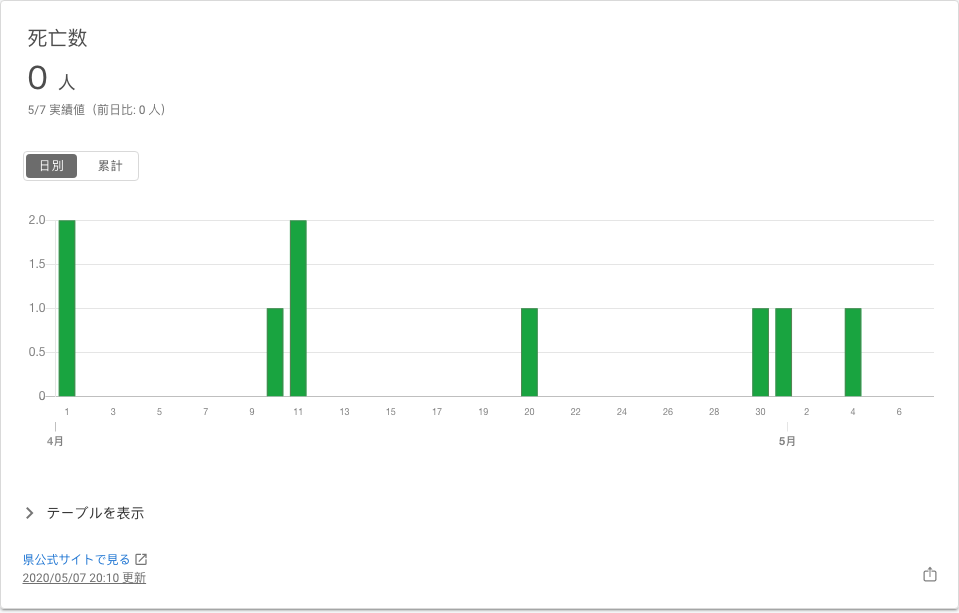 死亡数
0 人
5/7 実績値（前日比: 0 人）
日別 累計
2.0
1.5
1.0
0.5
0
1 3 5 7 9 11 13 15 17 19 20 22 24 26 28 30 2 4 6
4月 5月
テーブルを表示
県公式サイトで見る
2020/05/07 20:10 更新